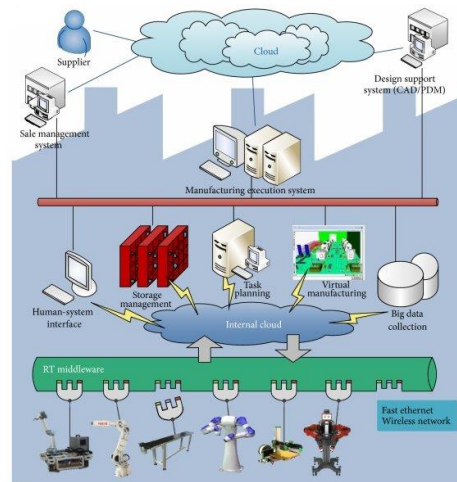 Supplier
Cloud
Sale management
system
Design support
system (CAD/PDM)
Manufacturing execution system
Human-system
interface
Storage
management
Task
planning
Virtual
manufacturing
Big data
collection
Internal cloud
RT middleware
Fast ethernet
Wireless network